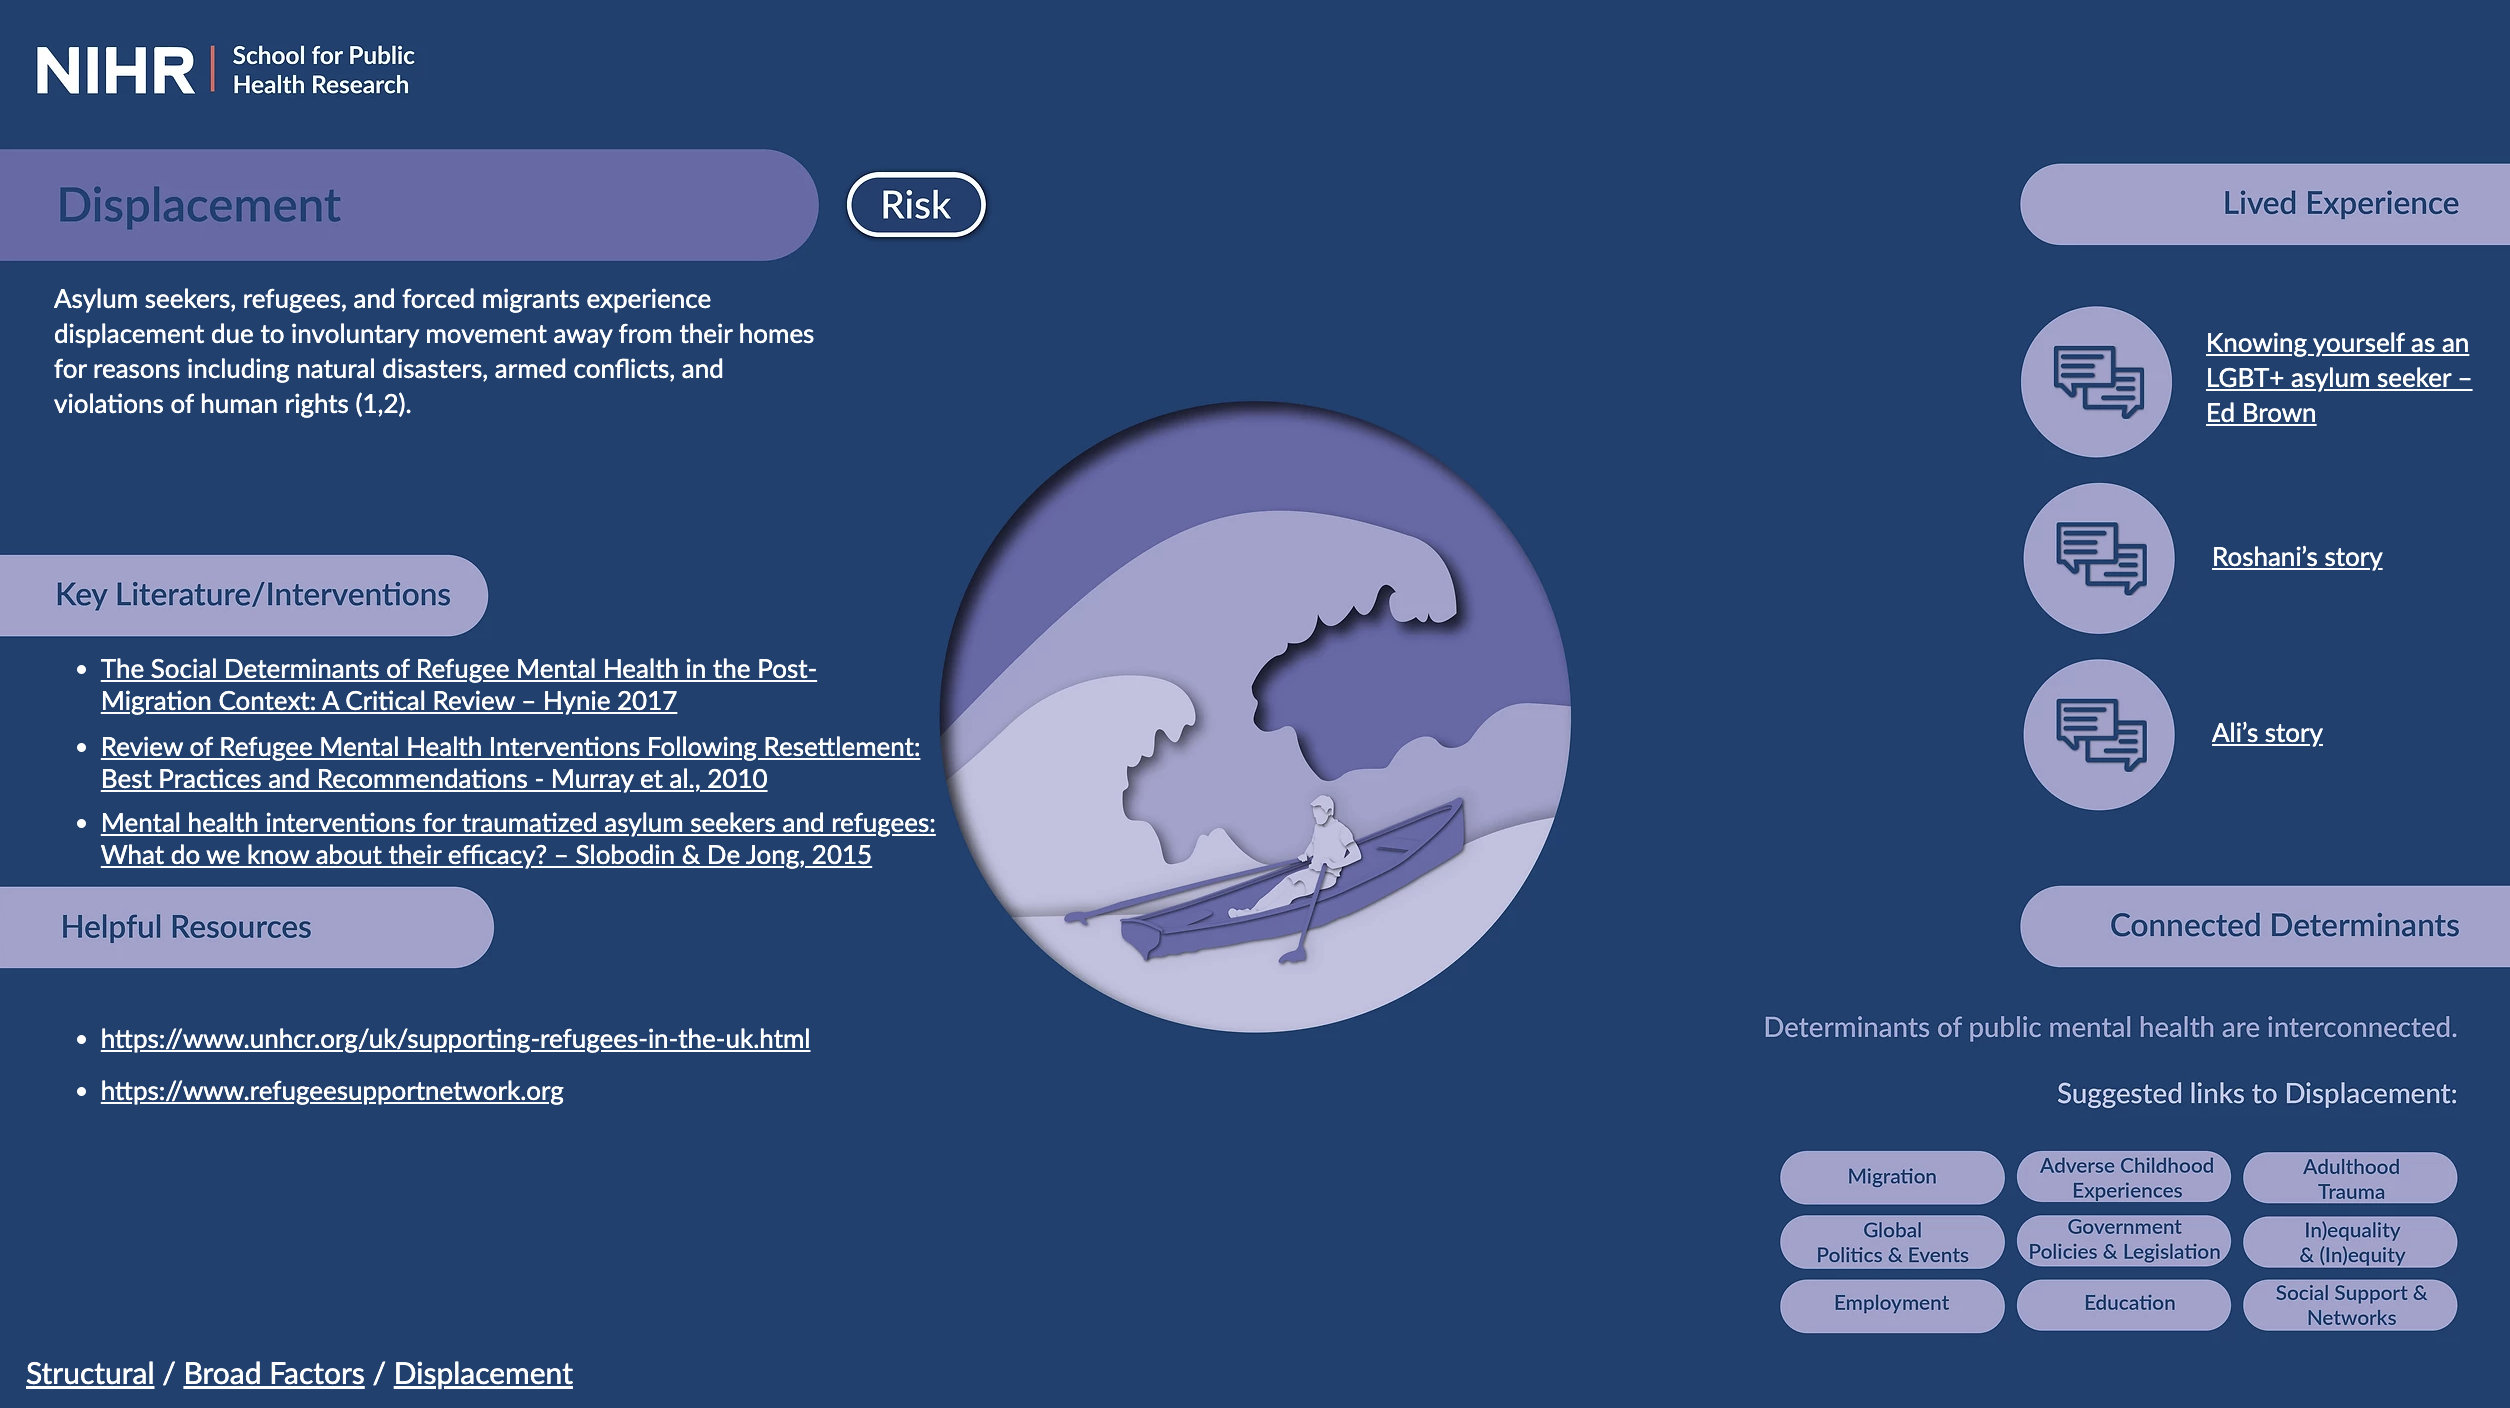 NIHR | School for Public
Health Research
Displacement
Risk
Asylum seekers, refugees, and forced migrants experience
displacement due to involuntary movement away from their homes
for reasons including natural disasters, armed conflicts, and
violations of human rights (1,2).
Key Literature/Interventions
• The Social Determinants of Refugee Mental Health in the Post-
Migration Context: A Critical Review – Hynie 2017
• Review of Refugee Mental Health Interventions Following Resettlement:
Best Practices and Recommendations - Murray et al., 2010
• Mental health interventions for traumatized asylum seekers and refugees:
What do we know about their efficacy? – Slobodin & De Jong, 2015
Helpful Resources
• https://www.unhcr.org/uk/supporting-refugees-in-the-uk.html
• https://www.refugeesupportnetwork.org
Lived Experience
Knowing yourself as an
LGBT+ asylum seeker –
Ed Brown
Roshani’s story
Ali’s story
Connected Determinants
Determinants of public mental health are interconnected.
Suggested links to Displacement:
Migration
Adverse Childhood
Experiences
Adulthood
Trauma
Global
Politics & Events
Government
Policies & Legislation
In)equality
& (In)equity
Employment
Education
Social Support &
Networks
Structural / Broad Factors / Displacement